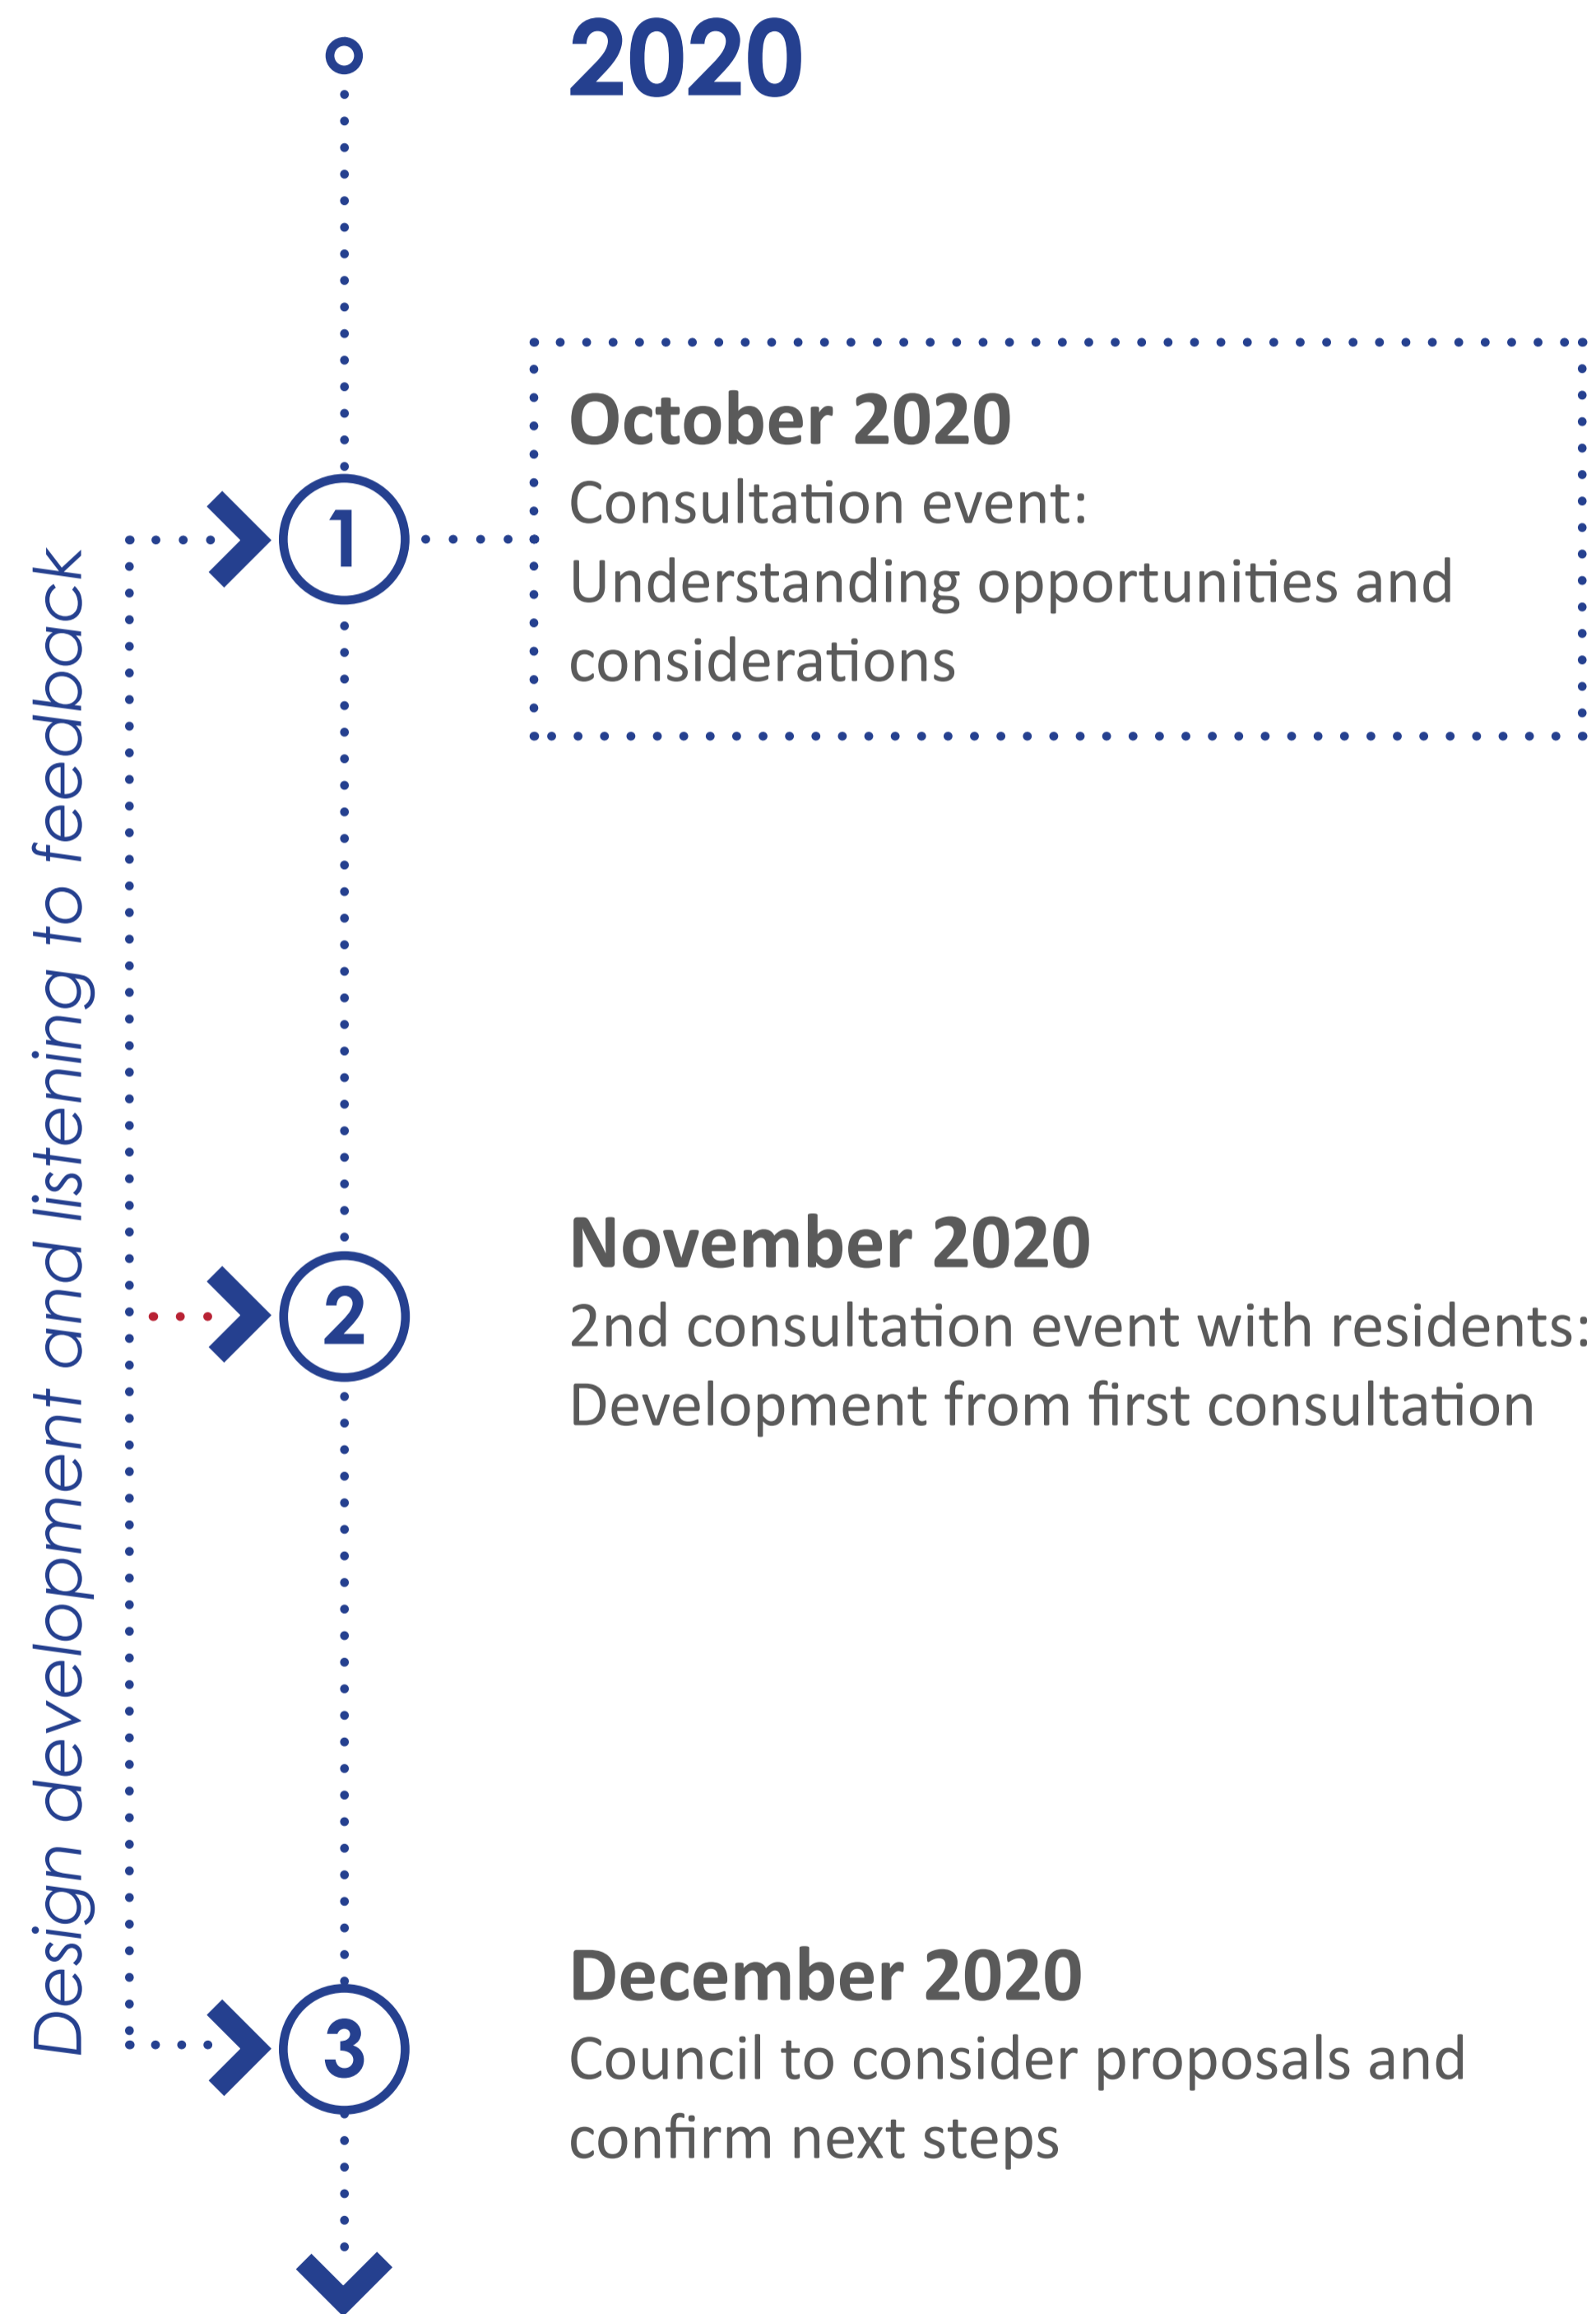 2020
Design development and listening to feedback
1
October 2020
Consultation event:
Understanding opportunities and
considerations
2
November 2020
2nd consultation event with residents:
Development from first consultation
3
December 2020
Council to consider proposals and
confirm next steps